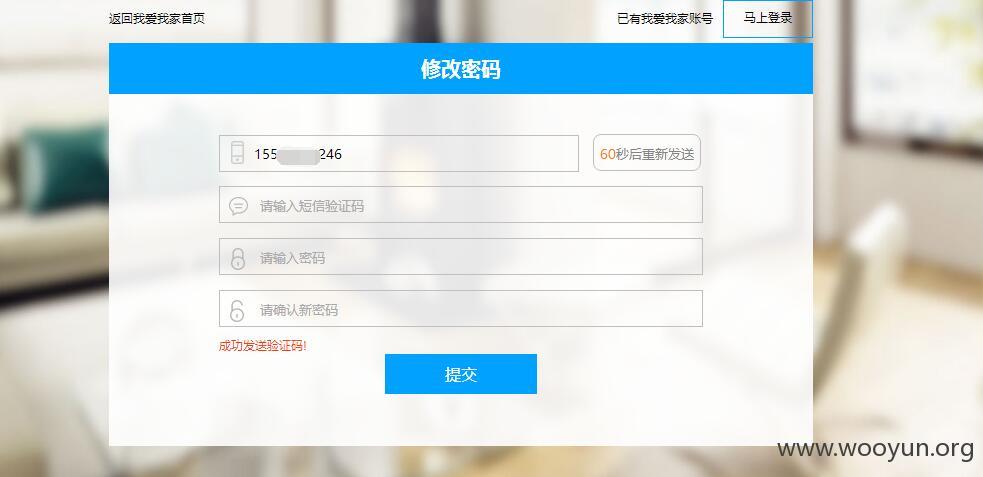 返回我爱我家首页
已有我爱我家账号 马上登录
修改密码
155 246 60秒后重新发送
请输入短信验证码
请输入密码
请确认新密码
成功发送验证码!
提交
www.wooyun.org